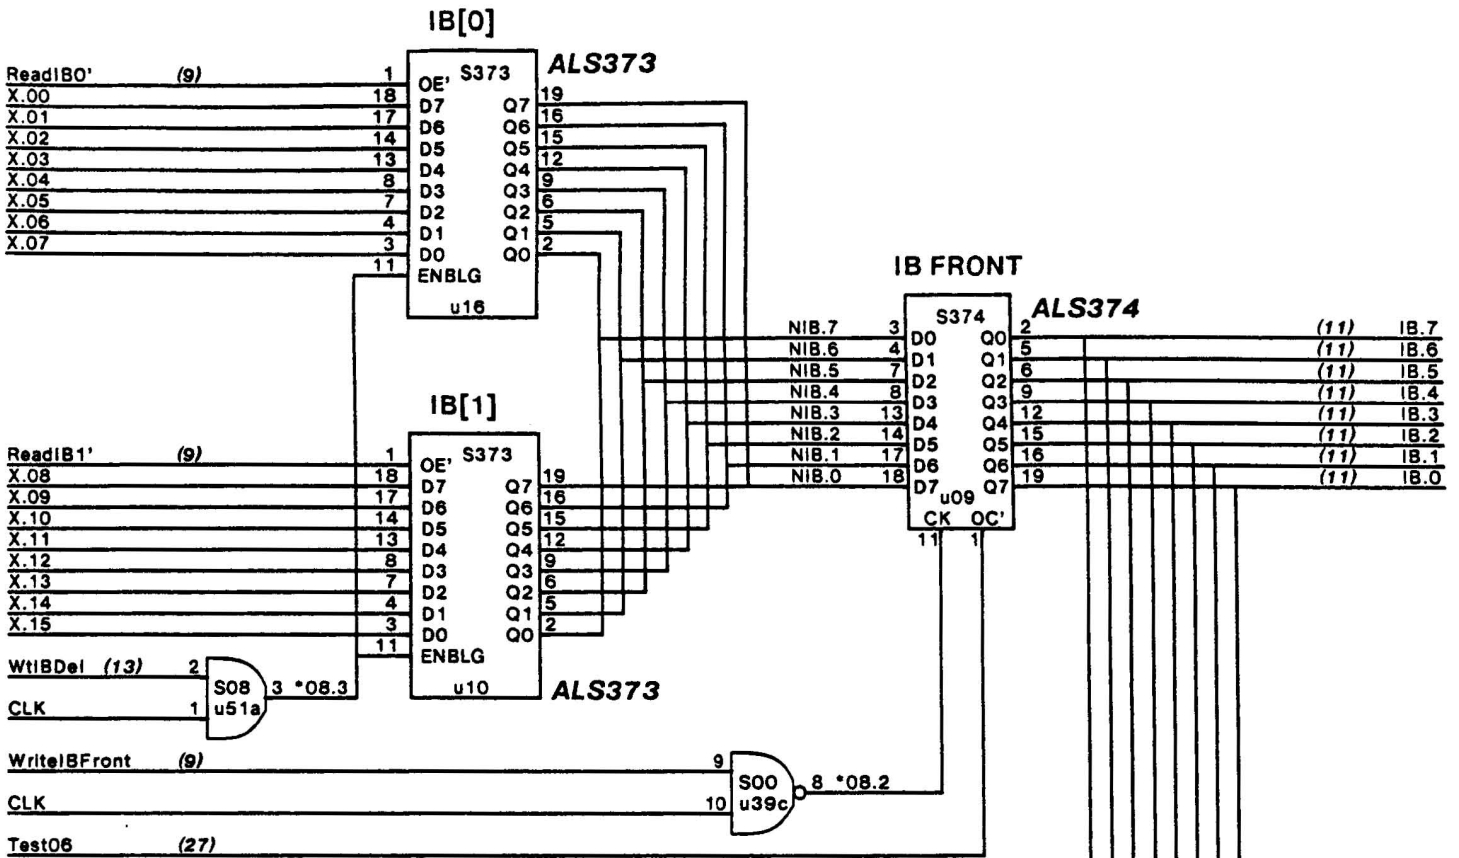 IB[0]
ALS373
ReadIB0' (9) 1 OE' S373
X.00 18 D7 Q7 19
X.01 17 D6 Q6 16
X.02 14 D5 Q5 15
X.03 13 D4 Q4 12
X.04 8 D3 Q3 9
X.05 7 D2 Q2 6
X.06 4 D1 Q1 5
X.07 3 D0 Q0 2
11 ENBLG
u16
IB FRONT
ALS374
S374
NIB.7 3 D0 Q0 2 (11) IB.7
NIB.6 4 D1 Q1 5 (11) IB.6
NIB.5 7 D2 Q2 6 (11) IB.5
NIB.4 8 D3 Q3 9 (11) IB.4
NIB.3 13 D4 Q4 12 (11) IB.3
NIB.2 14 D5 Q5 15 (11) IB.2
NIB.1 17 D6 Q6 16 (11) IB.1
NIB.0 18 D7 Q7 19 (11) IB.0
u09
CK OC'
11 1
IB[1]
ReadIB1' (9) 1 OE' S373
X.08 18 D7 Q7 19
X.09 17 D6 Q6 16
X.10 14 D5 Q5 15
X.11 13 D4 Q4 12
X.12 8 D3 Q3 9
X.13 7 D2 Q2 6
X.14 4 D1 Q1 5
X.15 3 D0 Q0 2
11 ENBLG
u10
ALS373
WtIBDel (13) 2
S08 3 *08.3
CLK 1 u51a
WriteIBFront (9) 9
S00 8 *08.2
CLK 10 u39c
Test06 (27)